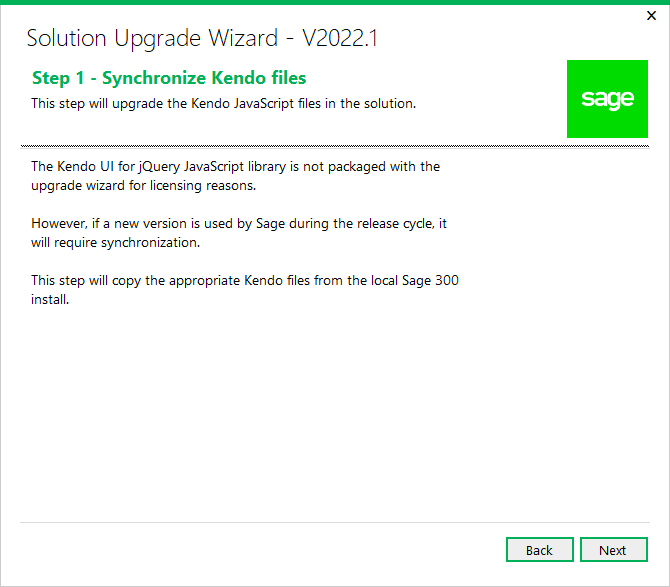 Solution Upgrade Wizard - V2022.1
Step 1 - Synchronize Kendo files
This step will upgrade the Kendo JavaScript files in the solution.
sage
The Kendo UI for jQuery JavaScript library is not packaged with the
upgrade wizard for licensing reasons.
However, if a new version is used by Sage during the release cycle, it
will require synchronization.
This step will copy the appropriate Kendo files from the local Sage 300
install.
Back
Next